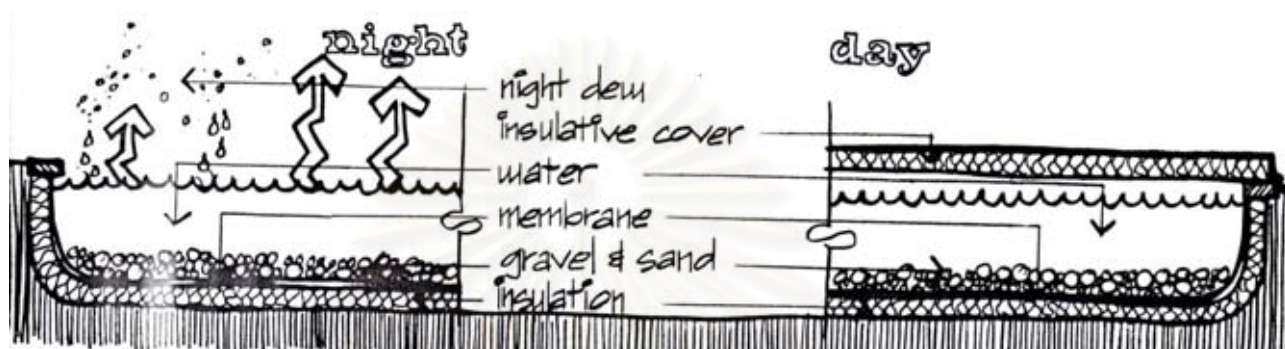 night
day
night dew
insulative cover
water
membrane
gravel & sand
insulation